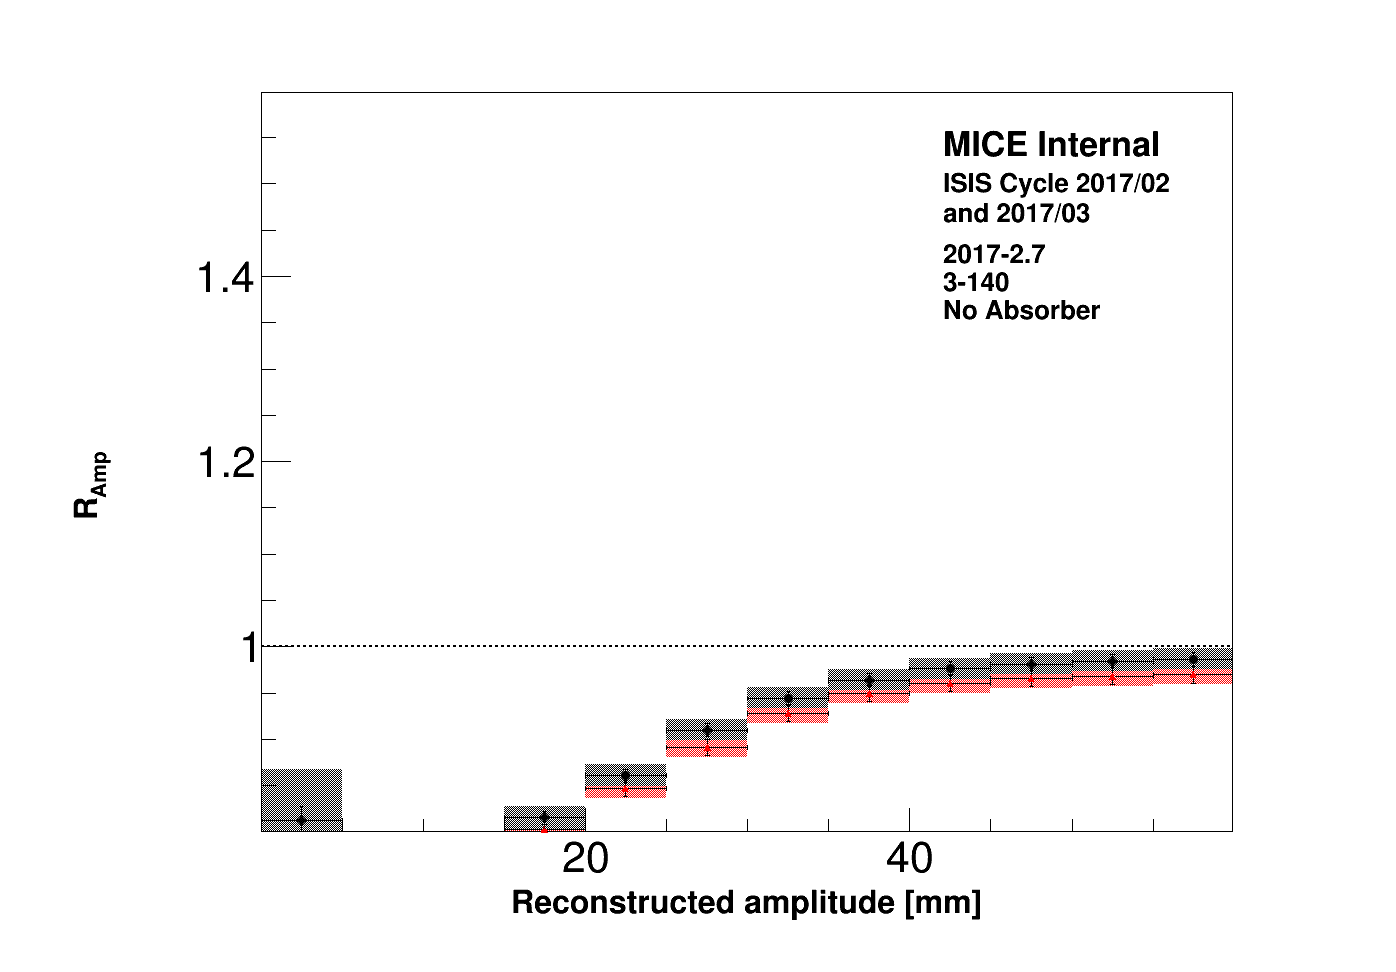 MICE Internal
ISIS Cycle 2017/02
and 2017/03
2017-2.7
3-140
No Absorber
1.4
1.2
1
R_Amp
20
40
Reconstructed amplitude [mm]